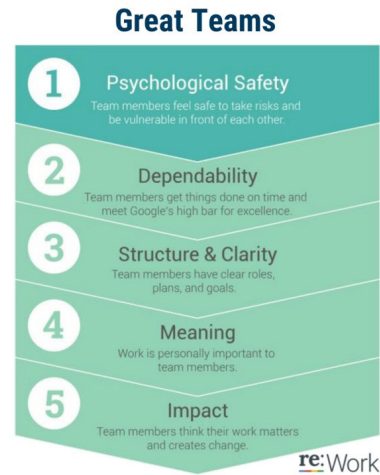 Great Teams
1
Psychological Safety
Team members feel safe to take risks and
be vulnerable in front of each other.
2
Dependability
Team members get things done on time and
meet Google's high bar for excellence.
3
Structure & Clarity
Team members have clear roles,
plans, and goals.
4
Meaning
Work is personally important to
team members.
5
Impact
Team members think their work matters
and creates change.
re:Work